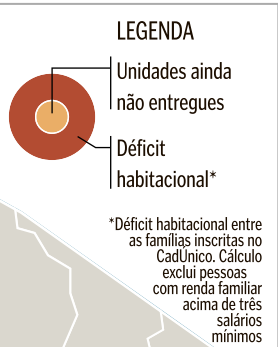 LEGENDA
Unidades ainda
não entregues
Déficit
habitacional*
*Déficit habitacional entre
as famílias inscritas no
CadUnico. Cálculo
exclui pessoas
com renda familiar
acima de três
salários
mínimos